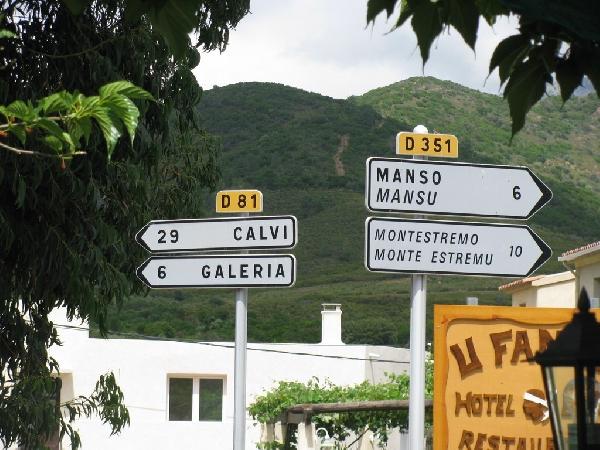 D 81
29 CALVI
6 GALERIA
D 351
MANSO 6
MANSU
MONTESTREMO 10
MONTE ESTREMU
U
HOTEL